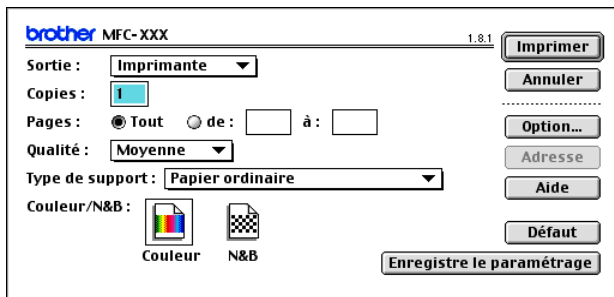 brother MFC-XXX 1.8.1
Imprimer
Sortie : Imprimante
Annuler
Copies : 1
Pages : Tout de : à :
Option...
Qualité : Moyenne
Adresse
Type de support : Papier ordinaire
Aide
Couleur/N&B :
Couleur N&B
Défaut
Enregistre le paramétrage